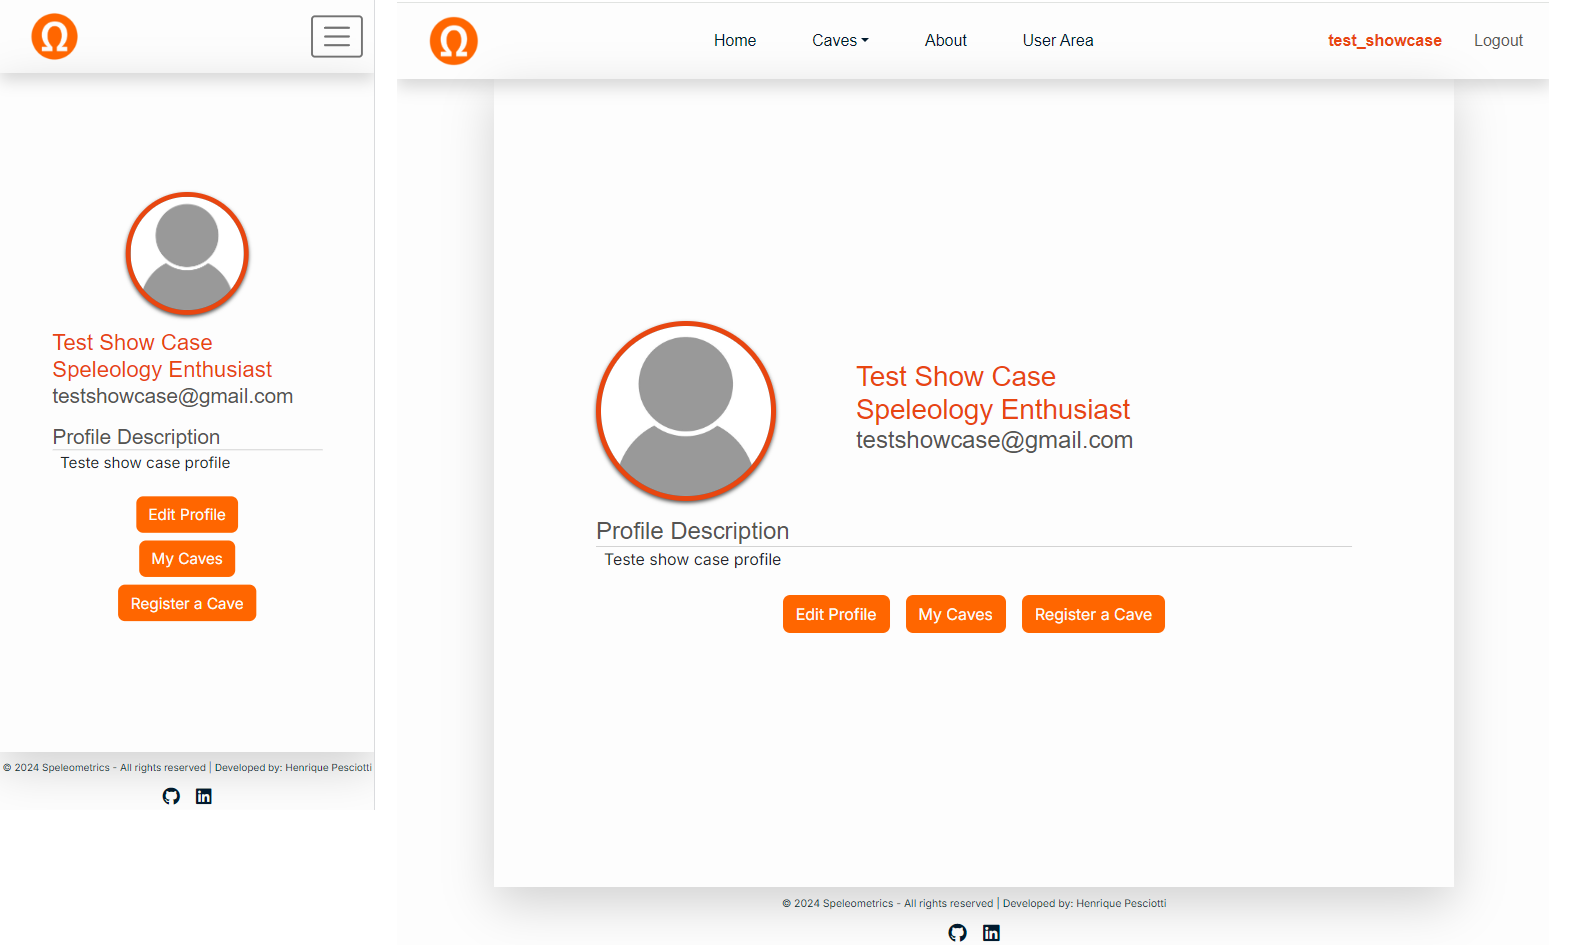 Ω
Test Show Case
Speleology Enthusiast
testshowcase@gmail.com
Profile Description
Teste show case profile
Edit Profile
My Caves
Register a Cave
© 2024 Speleometrics - All rights reserved | Developed by: Henrique Pesciotti
in
Ω Home Caves About User Area test_showcase Logout
Test Show Case
Speleology Enthusiast
testshowcase@gmail.com
Profile Description
Teste show case profile
Edit Profile My Caves Register a Cave
© 2024 Speleometrics - All rights reserved | Developed by: Henrique Pesciotti
in